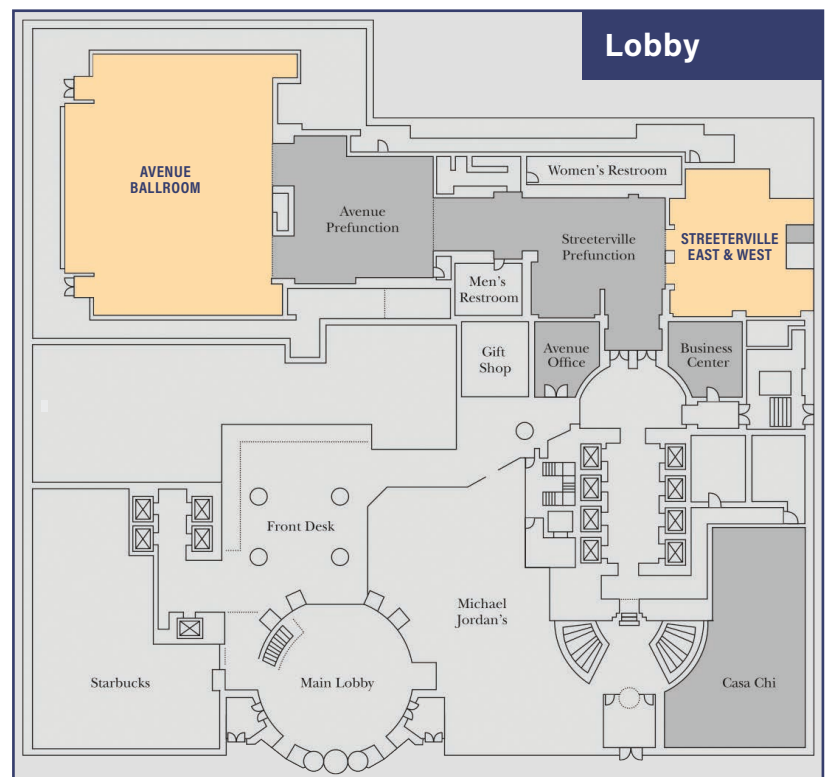 Lobby
AVENUE
BALLROOM
Avenue
Prefunction
Women's Restroom
Streeterville
Prefunction
STREETERVILLE
EAST & WEST
Men's
Restroom
Gift
Shop
Avenue
Office
Business
Center
Front Desk
Michael
Jordan's
Starbucks
Main Lobby
Casa Chi